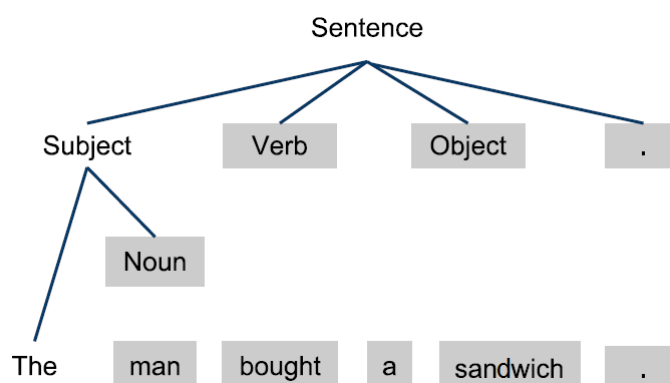 Sentence
Subject Verb Object .
Noun
The man bought a sandwich .